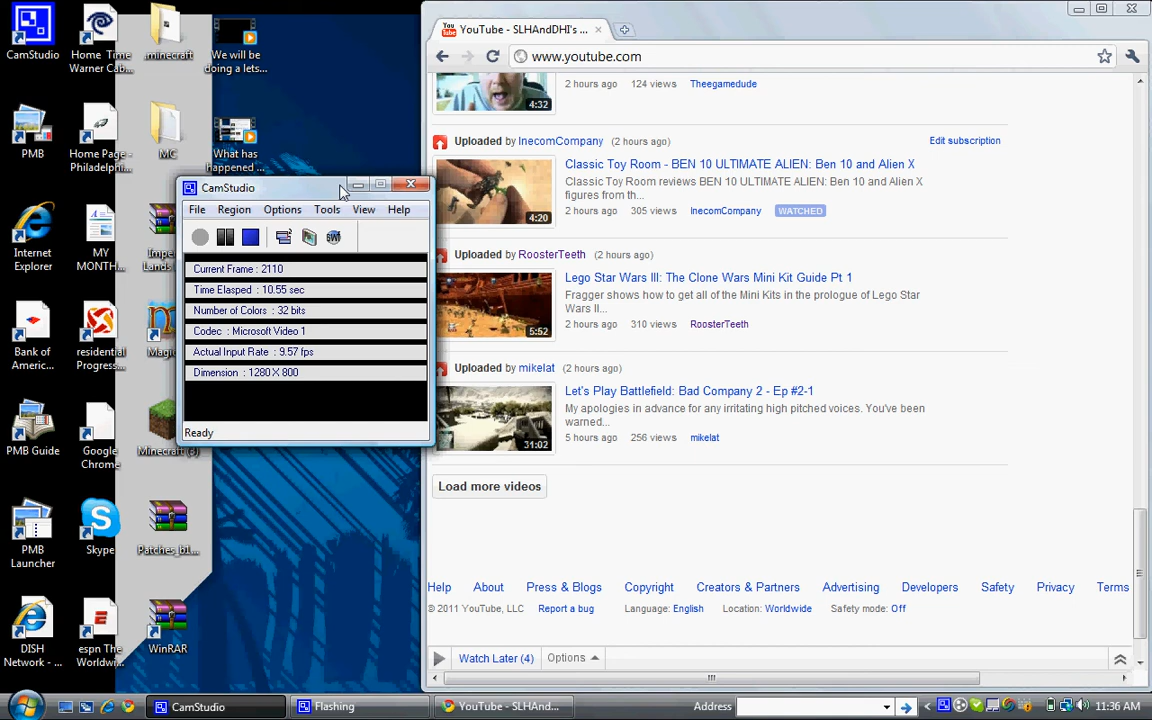 CamStudio
Home Time
Warner Cab...
.minecraft
We will be
doing a lets...
PMB
Home Page -
Philadelphi...
MC
What has
happened ...
Internet
Explorer
MY
MONTH...
Bank of
Americ...
residential
Progres...
PMB Guide
Google
Chrome
Minecraft (3)
PMB
Launcher
Skype
Patches_b1...
DISH
Network - ...
espn The
Worldwi...
WinRAR
CamStudio
File Region Options Tools View Help
Current Frame : 2110
Time Elasped : 10.55 sec
Number of Colors : 32 bits
Codec : Microsoft Video 1
Actual Input Rate : 9.57 fps
Dimension : 1280 X 800
Ready
YouTube - SLHAndDHI's ...
www.youtube.com
2 hours ago 124 views Theegamedude
4:32
Uploaded by InecomCompany (2 hours ago) Edit subscription
Classic Toy Room - BEN 10 ULTIMATE ALIEN: Ben 10 and Alien X
Classic Toy Room reviews BEN 10 ULTIMATE ALIEN: Ben 10 and Alien X
figures from th...
2 hours ago 305 views InecomCompany WATCHED
4:20
Uploaded by RoosterTeeth (2 hours ago)
Lego Star Wars III: The Clone Wars Mini Kit Guide Pt 1
Fragger shows how to get all of the Mini Kits in the prologue of Lego Star
Wars II...
2 hours ago 310 views RoosterTeeth
5:52
Uploaded by mikelat (2 hours ago)
Let's Play Battlefield: Bad Company 2 - Ep #2-1
My apologies in advance for any irritating high pitched voices. You've been
warned...
5 hours ago 256 views mikelat
31:02
Load more videos
Help About Press & Blogs Copyright Creators & Partners Advertising Developers Safety Privacy Terms
© 2011 YouTube, LLC Report a bug Language: English Location: Worldwide Safety mode: Off
Watch Later (4) Options
CamStudio Flashing YouTube - SLHAnd... Address 11:36 AM